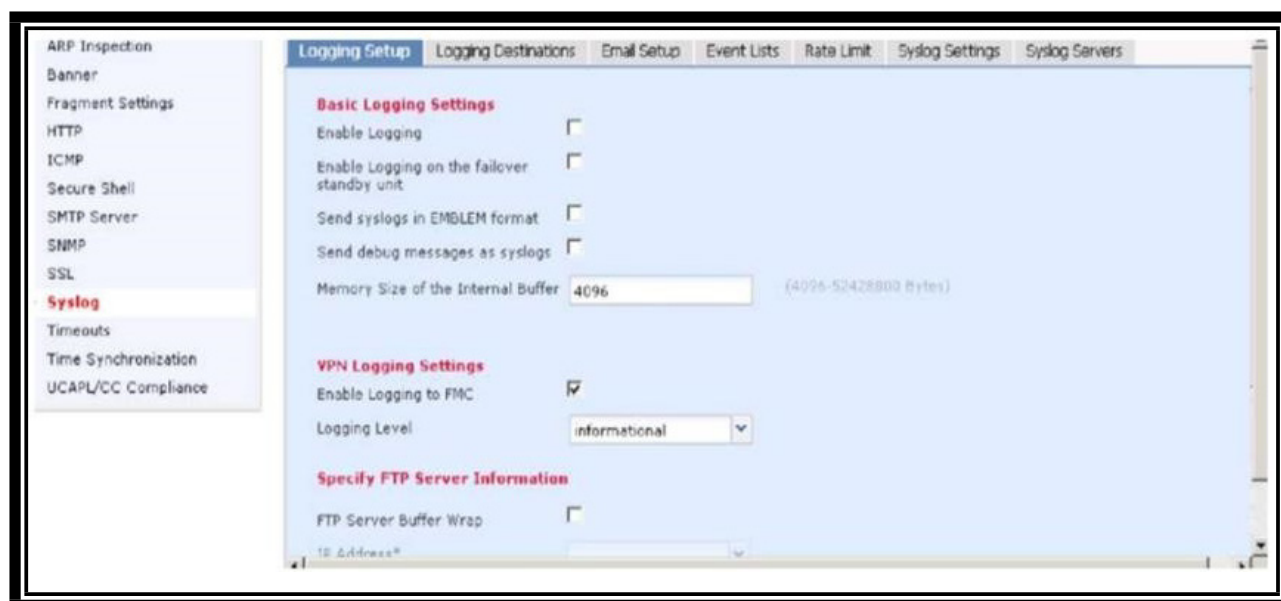 ARP Inspection
Banner
Fragment Settings
HTTP
ICMP
Secure Shell
SMTP Server
SNMP
SSL
Syslog
Timeouts
Time Synchronization
UCAPL/CC Compliance
Logging Setup Logging Destinations Email Setup Event Lists Rate Limit Syslog Settings Syslog Servers
Basic Logging Settings
Enable Logging
Enable Logging on the failover
standby unit
Send syslogs in EMBLEM format
Send debug messages as syslogs
Memory Size of the Internal Buffer 4096 (4096-52428800 Bytes)
VPN Logging Settings
Enable Logging to FMC
Logging Level informational
Specify FTP Server Information
FTP Server Buffer Wrap
IP Address*